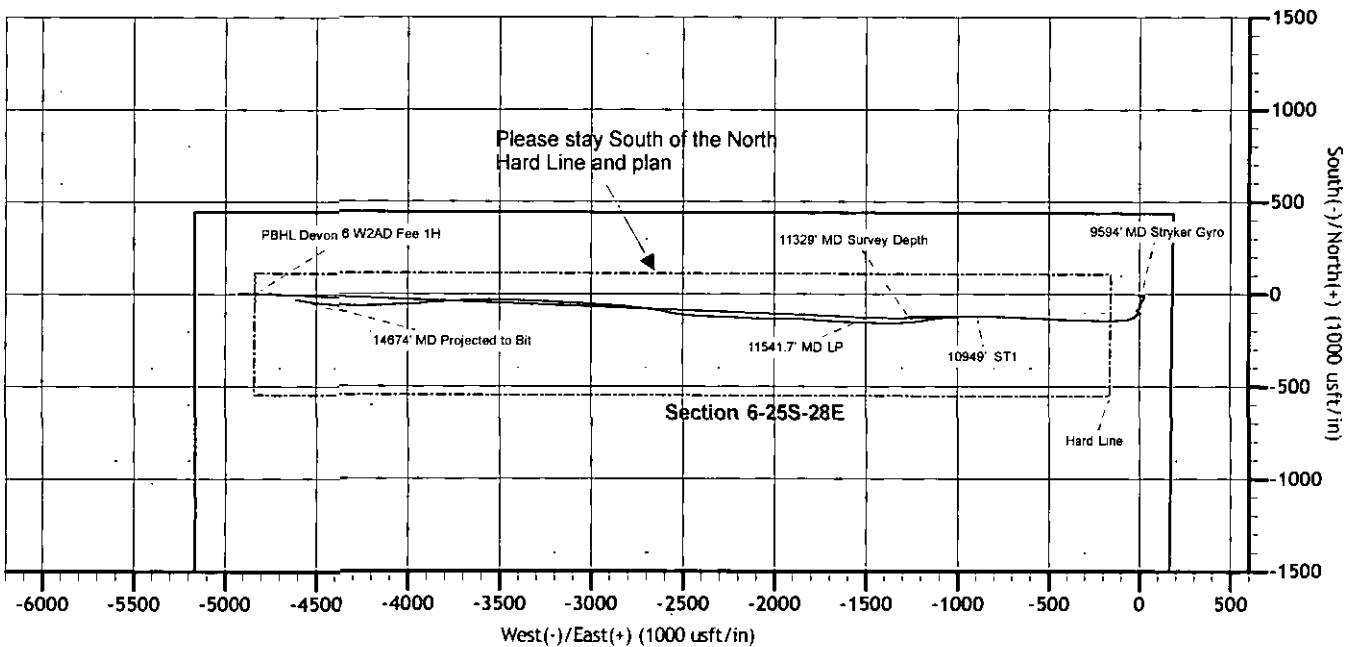 1500
1000
Please stay South of the North
Hard Line and plan
500
PBHL Devon 6 W2AD Fee 1H
11329' MD Survey Depth
9594' MD Stryker Gyro
0
14674' MD Projected to Bit
11541.7' MD LP
10949' ST1
-500
Section 6-25S-28E
Hard Line
-1000
-1500
South(-)/North(+) (1000 usft/in)
-6000 -5500 -5000 -4500 -4000 -3500 -3000 -2500 -2000 -1500 -1000 -500 0 500
West(-)/East(+) (1000 usft/in)